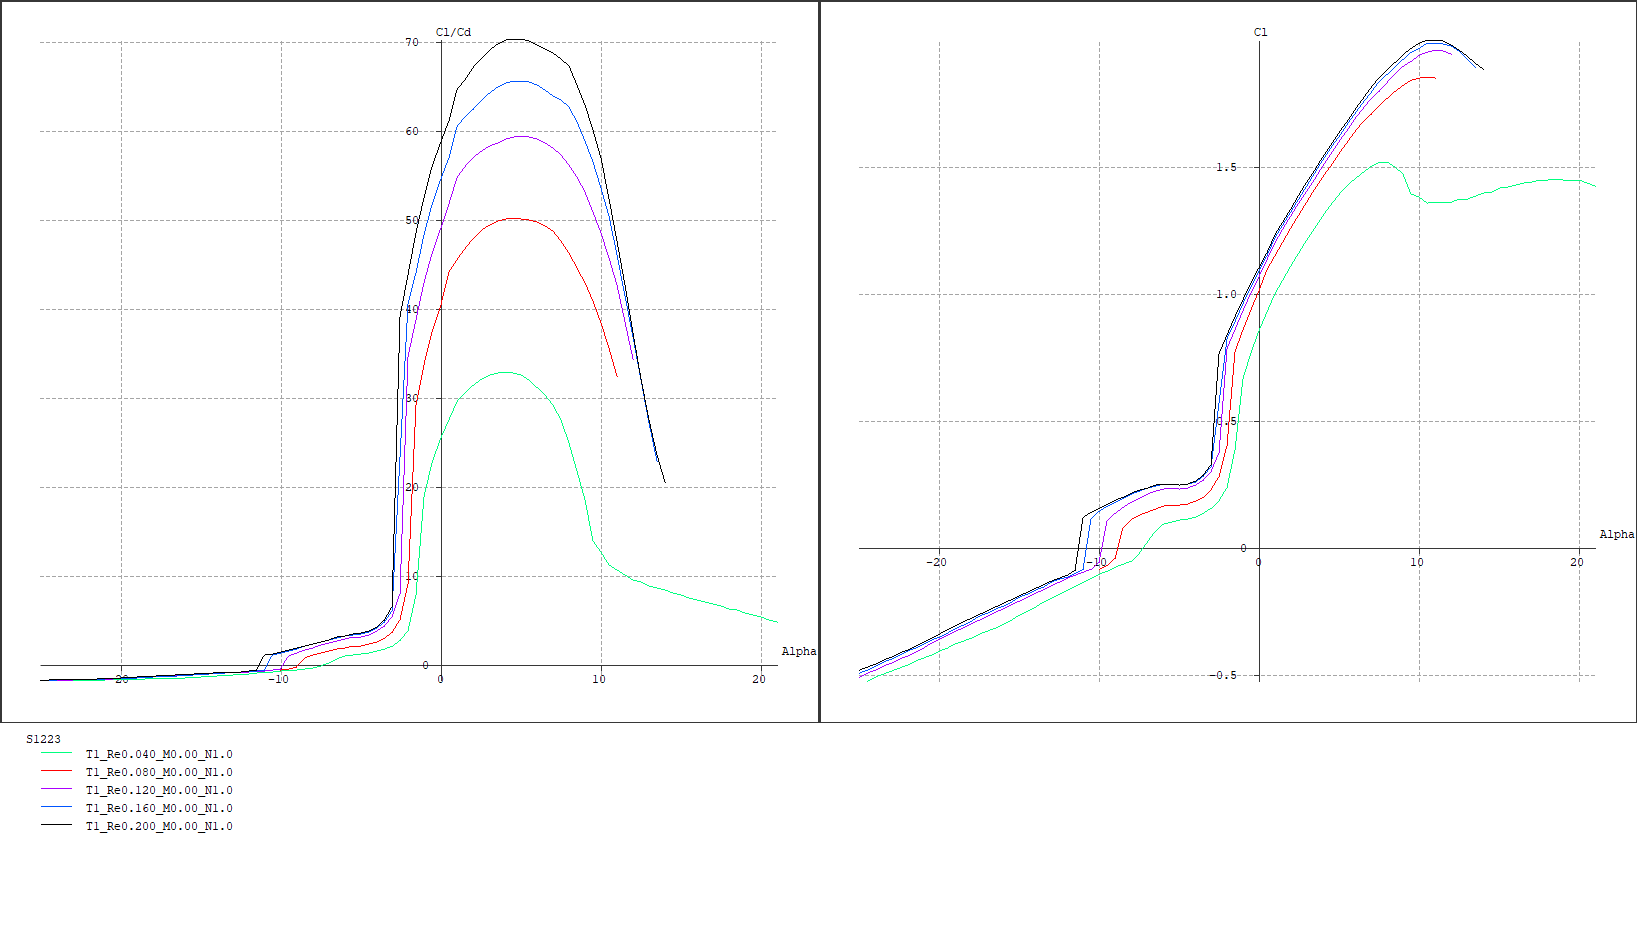 Cl/Cd
70
60
50
40
30
20
10
0
Alpha
-20
-10
0
10
20
Cl
1.5
1.0
0.5
0
Alpha
-20
-10
0
10
20
-0.5
S1223
T1_Re0.040_M0.00_N1.0
T1_Re0.080_M0.00_N1.0
T1_Re0.120_M0.00_N1.0
T1_Re0.160_M0.00_N1.0
T1_Re0.200_M0.00_N1.0